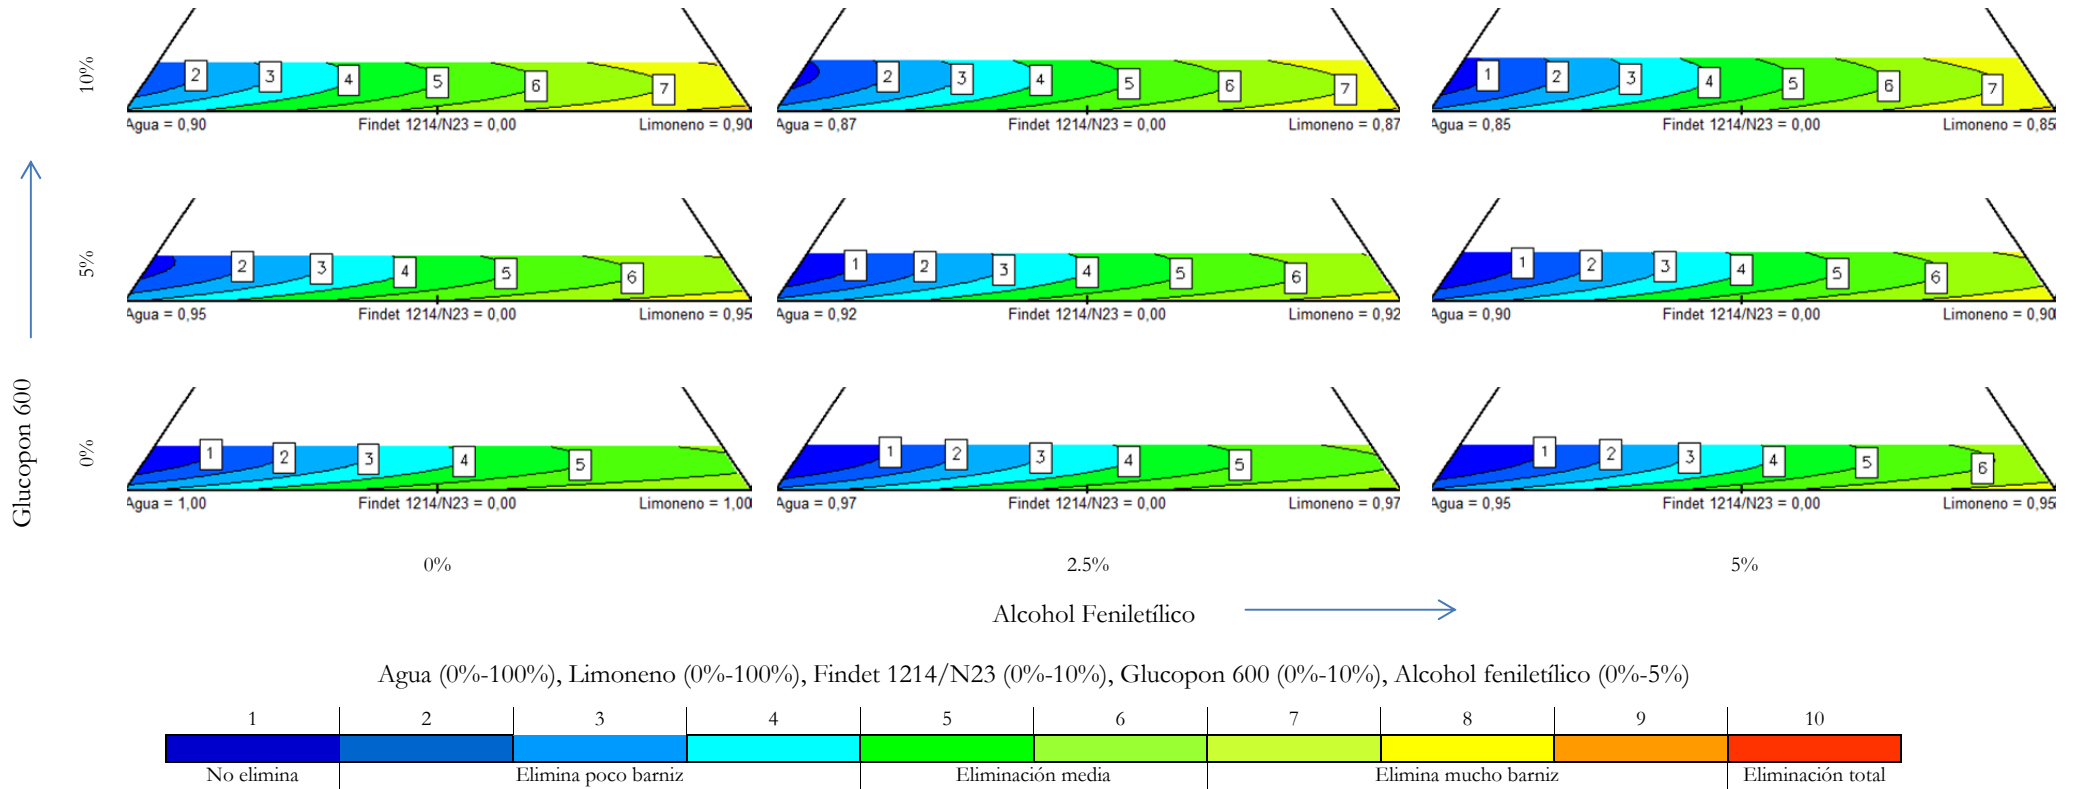 10%
2 3 4 5 6 7
Agua = 0,90 Findet 1214/N23 = 0,00 Limoneno = 0,90
2 3 4 5 6 7
Agua = 0,87 Findet 1214/N23 = 0,00 Limoneno = 0,87
1 2 3 4 5 6 7
Agua = 0,85 Findet 1214/N23 = 0,00 Limoneno = 0,85
5%
2 3 4 5 6
Agua = 0,95 Findet 1214/N23 = 0,00 Limoneno = 0,95
1 2 3 4 5 6
Agua = 0,92 Findet 1214/N23 = 0,00 Limoneno = 0,92
1 2 3 4 5 6
Agua = 0,90 Findet 1214/N23 = 0,00 Limoneno = 0,90
Glucopon 600
0%
1 2 3 4 5
Agua = 1,00 Findet 1214/N23 = 0,00 Limoneno = 1,00
1 2 3 4 5
Agua = 0,97 Findet 1214/N23 = 0,00 Limoneno = 0,97
1 2 3 4 5 6
Agua = 0,95 Findet 1214/N23 = 0,00 Limoneno = 0,95
0% 2.5% 5%
Alcohol Feniletílico
Agua (0%-100%), Limoneno (0%-100%), Findet 1214/N23 (0%-10%), Glucopon 600 (0%-10%), Alcohol feniletílico (0%-5%)
1 2 3 4 5 6 7 8 9 10
No elimina Elimina poco barniz Eliminación media Elimina mucho barniz Eliminación total